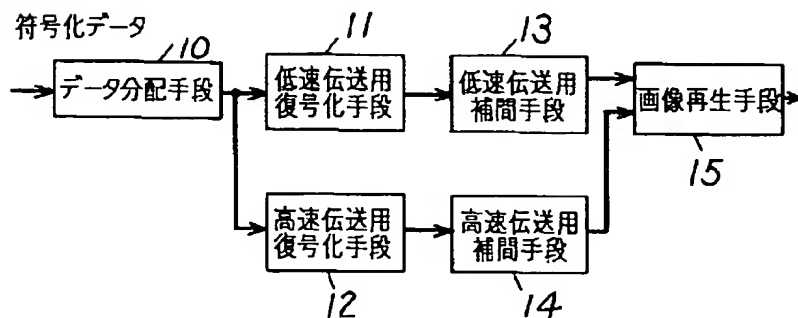 符号化データ
10
11
13
データ分配手段
低速伝送用
復号化手段
低速伝送用
補間手段
画像再生手段
15
高速伝送用
復号化手段
高速伝送用
補間手段
12
14